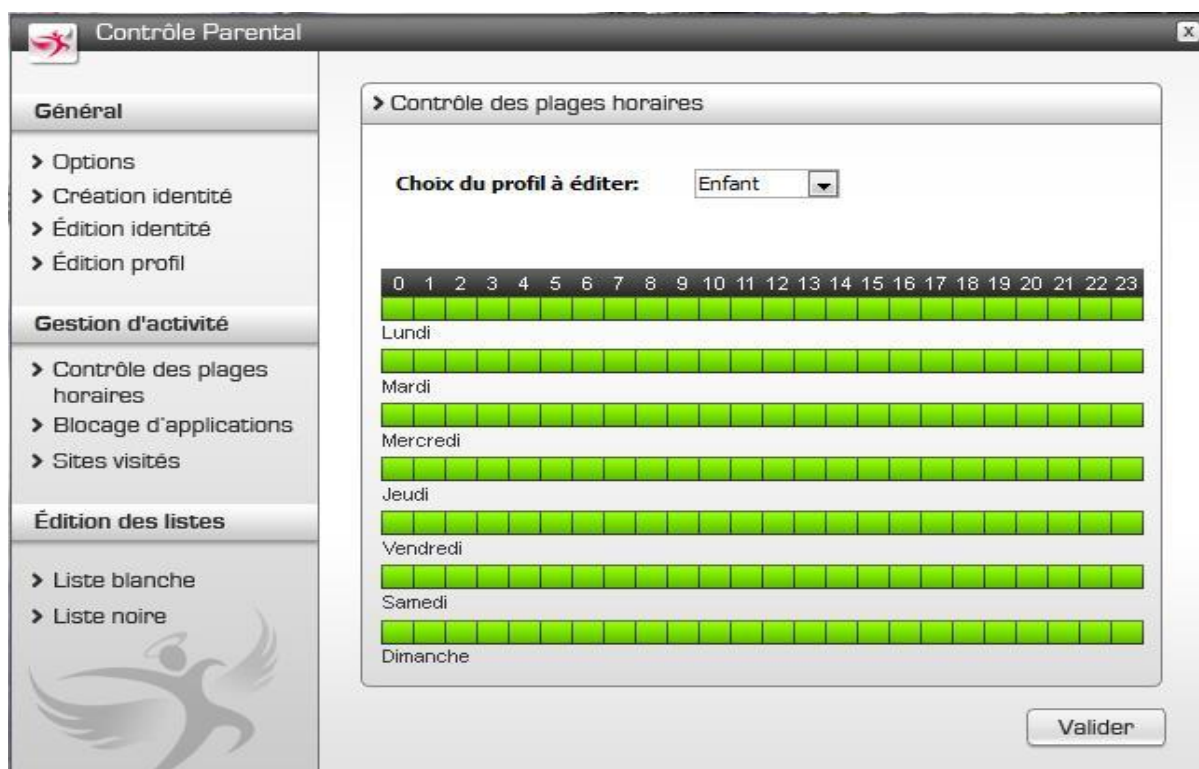 Contrôle Parental
x
Général
> Options
> Création identité
> Édition identité
> Édition profil
Gestion d'activité
> Contrôle des plages
horaires
> Blocage d'applications
> Sites visités
Édition des listes
> Liste blanche
> Liste noire
> Contrôle des plages horaires
Choix du profil à éditer: Enfant
0 1 2 3 4 5 6 7 8 9 10 11 12 13 14 15 16 17 18 19 20 21 22 23
Lundi
Mardi
Mercredi
Jeudi
Vendredi
Samedi
Dimanche
Valider